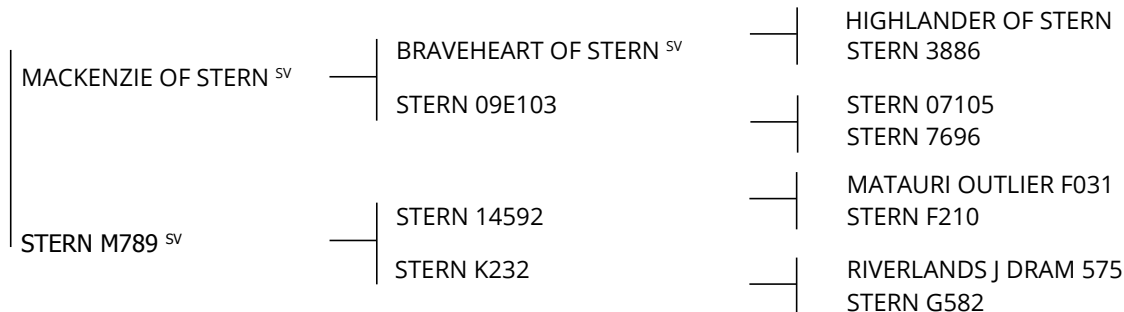 MACKENZIE OF STERN SV
STERN M789 SV
BRAVEHEART OF STERN SV
STERN 09E103
STERN 14592
STERN K232
HIGHLANDER OF STERN
STERN 3886
STERN 07105
STERN 7696
MATAURI OUTLIER F031
STERN F210
RIVERLANDS J DRAM 575
STERN G582